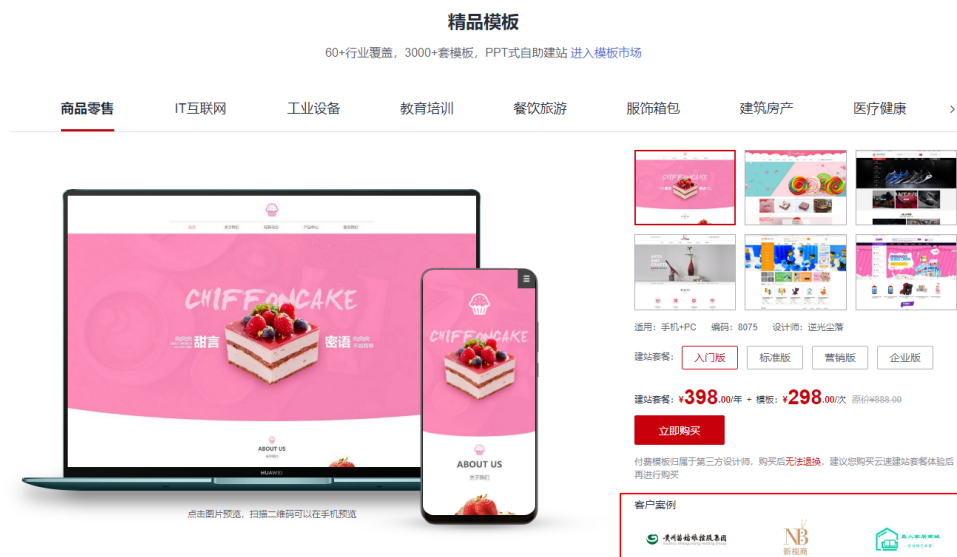 精品模板
60+行业覆盖，3000+套模板，PPT式自助建站 进入模板市场
商品零售 IT互联网 工业设备 教育培训 餐饮旅游 服饰箱包 建筑房产 医疗健康 >
CHIFFONCAKE
甜言 密语
ABOUT US
HUAWEI
CHIFFONCAKE
ABOUT US
关于我们
点击图片预览，扫描二维码可以在手机预览
适用：手机+PC 编码：8075 设计师：逆光尘落
建站套餐： 入门版 标准版 营销版 企业版
建站套餐：¥398.00/年 + 模板：¥298.00/次 原价¥888.00
立即购买
付费模板归属于第三方设计师，购买后无法退换，建议您购买云速建站套餐体验后
再进行购买
客户案例
NB
新视商